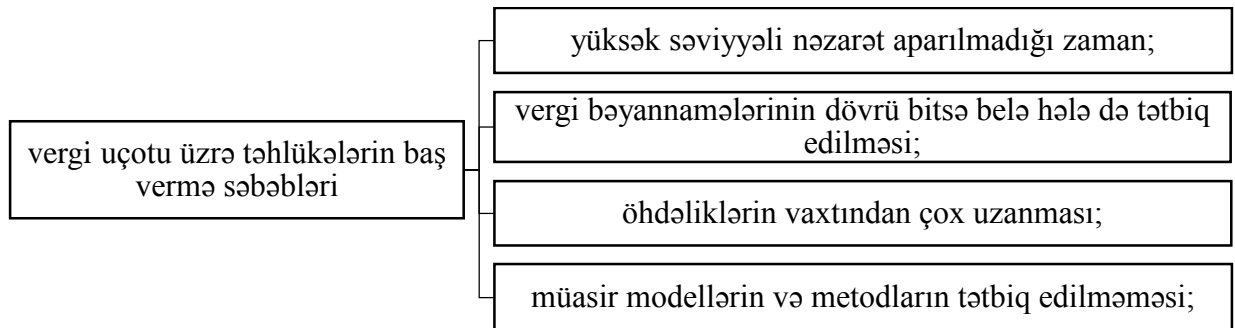 yüksək səviyyəli nəzarət aparılmadığı zaman;
vergi bəyannamələrinin dövrü bitsə belə hələ də tətbiq
edilməsi;
vergi uçotu üzrə təhlükələrin baş
vermə səbəbləri
öhdəliklərin vaxtından çox uzanması;
müasir modellərin və metodların tətbiq edilməməsi;